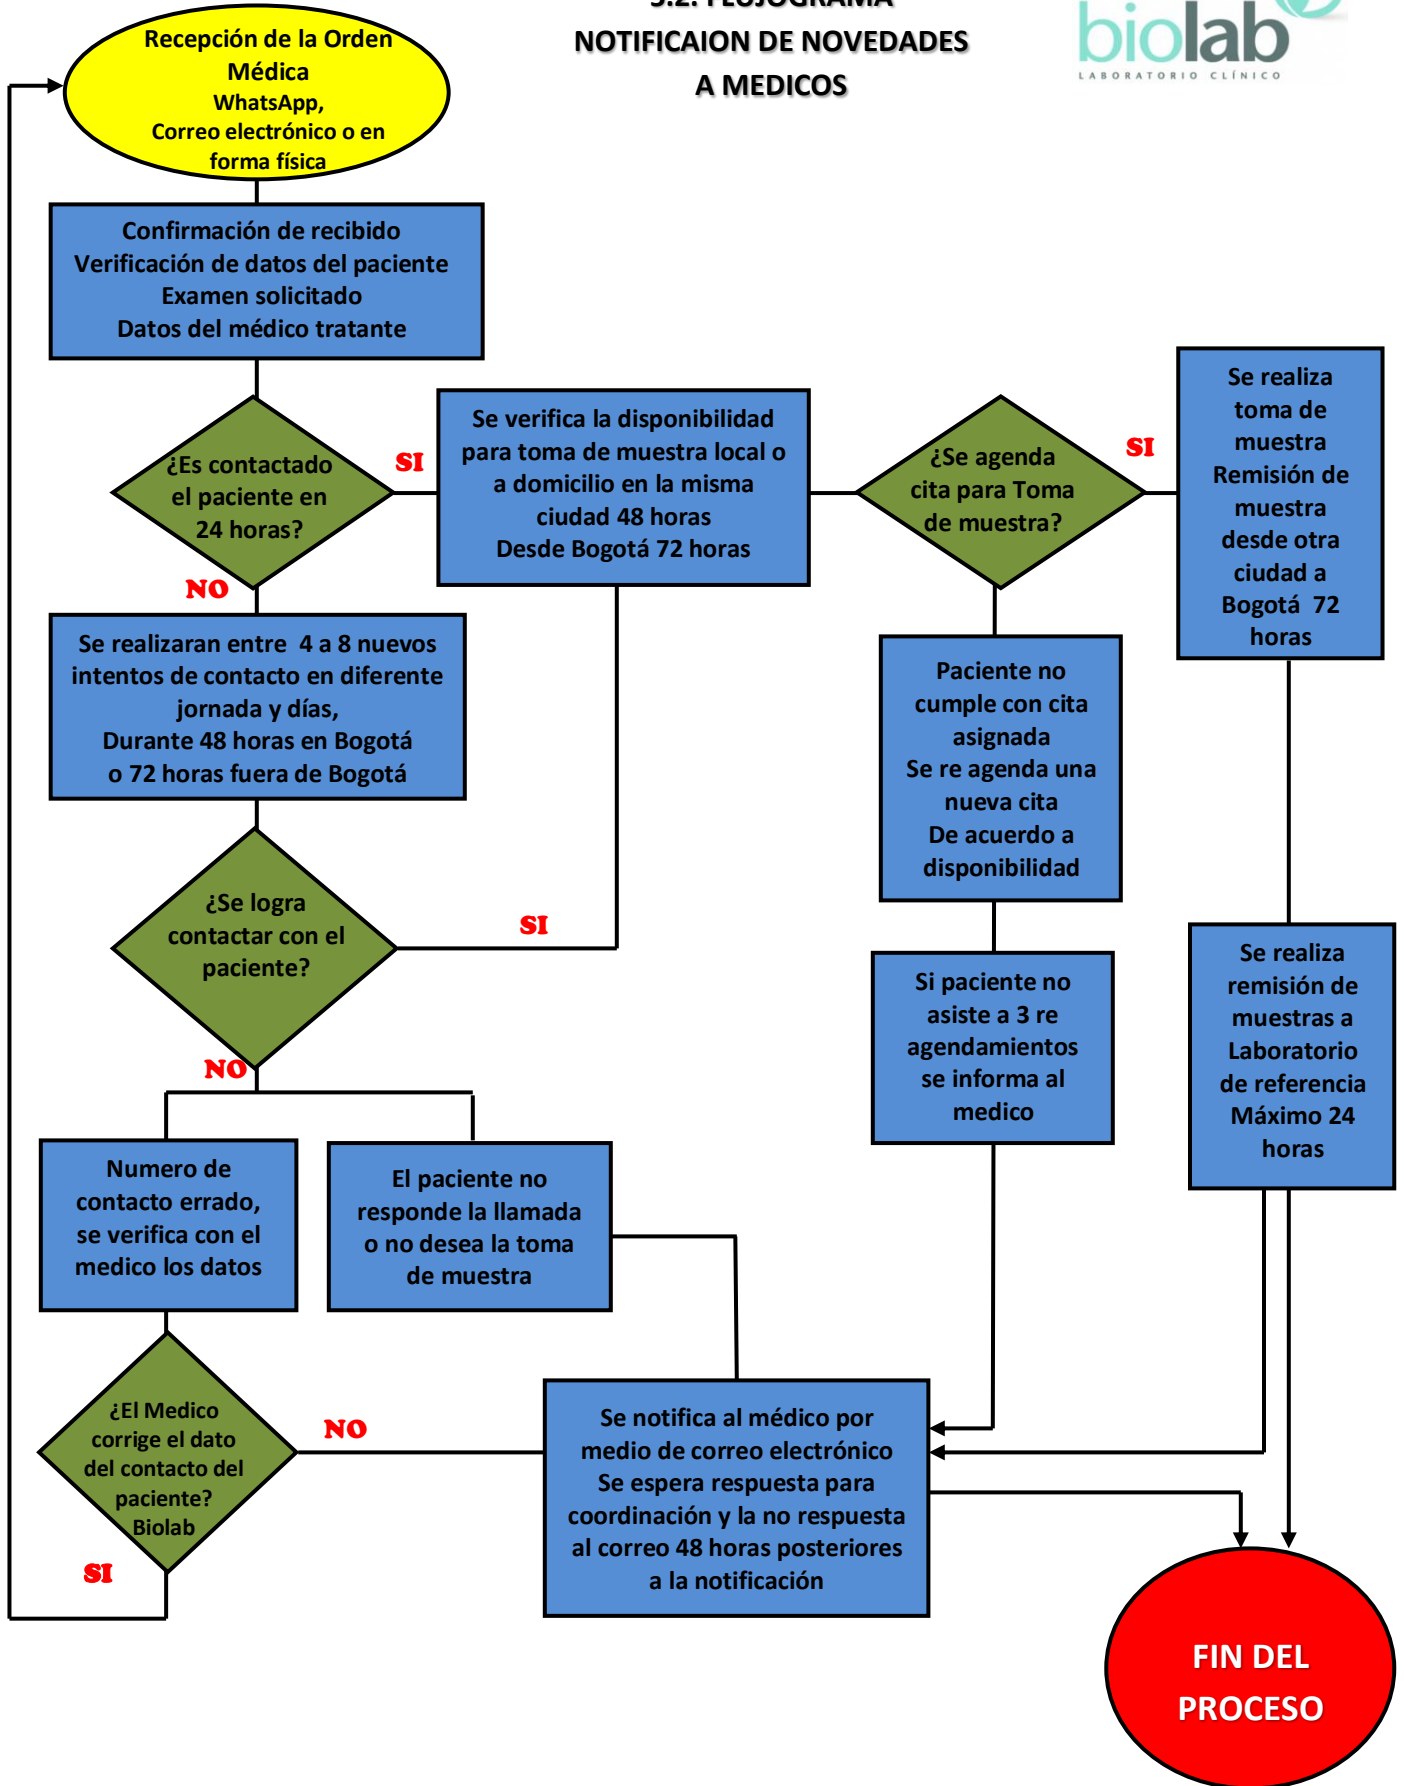 5.2. FLUJOGRAMA
NOTIFICAION DE NOVEDADES
A MEDICOS
biolab
LABORATORIO CLÍNICO
Recepción de la Orden
Médica
WhatsApp,
Correo electrónico o en
forma física
Confirmación de recibido
Verificación de datos del paciente
Examen solicitado
Datos del médico tratante
¿Es contactado
el paciente en
24 horas?
SI
NO
Se verifica la disponibilidad
para toma de muestra local o
a domicilio en la misma
ciudad 48 horas
Desde Bogotá 72 horas
¿Se agenda
cita para Toma
de muestra?
SI
Se realiza
toma de
muestra
Remisión de
muestra
desde otra
ciudad a
Bogotá  72
horas
Se realizaran entre  4 a 8 nuevos
intentos de contacto en diferente
jornada y días,
Durante 48 horas en Bogotá
o 72 horas fuera de Bogotá
Paciente no
cumple con cita
asignada
Se re agenda una
nueva cita
De acuerdo a
disponibilidad
¿Se logra
contactar con el
paciente?
SI
NO
Si paciente no
asiste a 3 re
agendamientos
se informa al
medico
Se realiza
remisión de
muestras a
Laboratorio
de referencia
Máximo 24
horas
Numero de
contacto errado,
se verifica con el
medico los datos
El paciente no
responde la llamada
o no desea la toma
de muestra
¿El Medico
corrige el dato
del contacto del
paciente?
Biolab
NO
SI
Se notifica al médico por
medio de correo electrónico
Se espera respuesta para
coordinación y la no respuesta
al correo 48 horas posteriores
a la notificación
FIN DEL
PROCESO